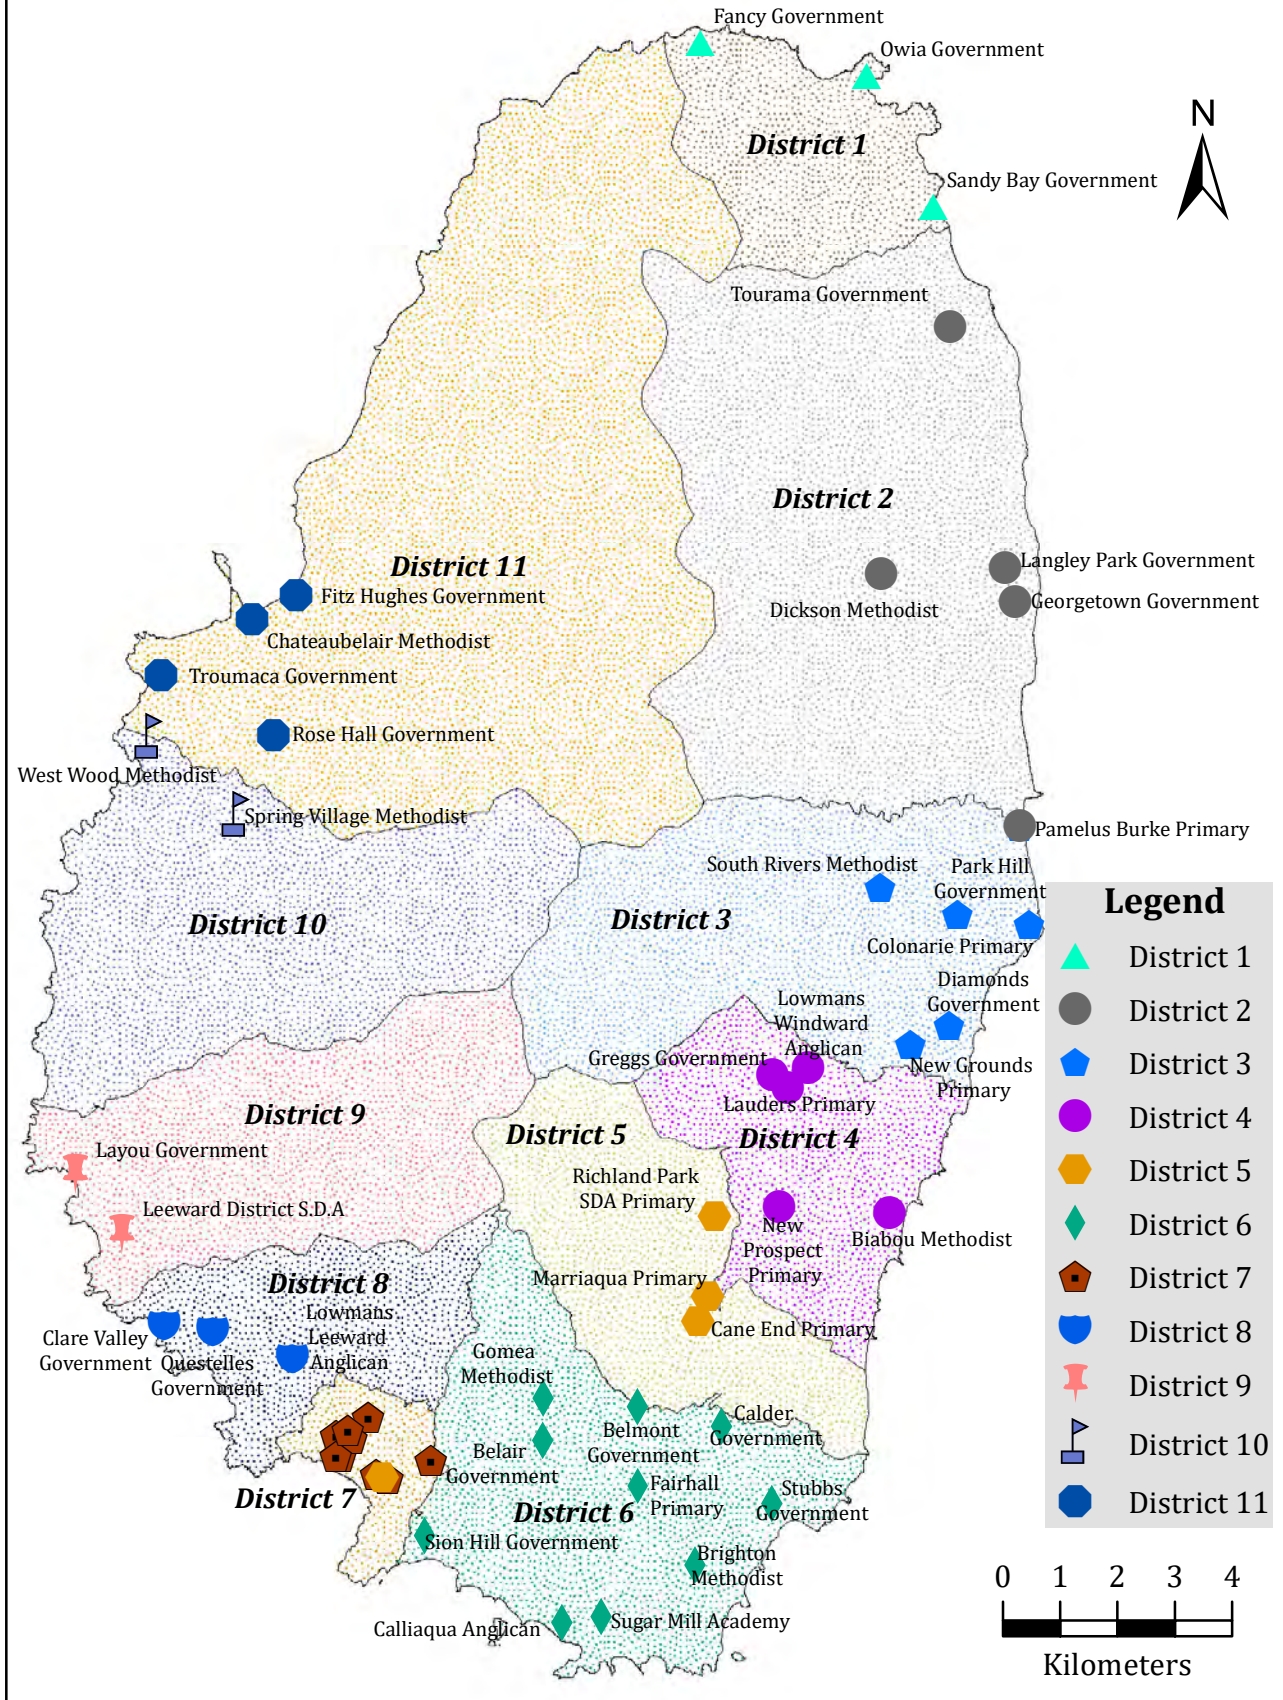 Fancy Government
Owia Government
N
District 1
Sandy Bay Government
Tourama Government
District 2
District 11
Langley Park Government
Fitz Hughes Government
Dickson Methodist
Georgetown Government
Chateaubelair Methodist
Troumaca Government
Rose Hall Government
West Wood Methodist
Spring Village Methodist
Pamelus Burke Primary
South Rivers Methodist
Park Hill
Government
District 10
District 3
Colonarie Primary
Diamonds
Government
Lowmans
Windward
Anglican
Greggs Government
New Grounds
Primary
Lauders Primary
District 9
District 5
District 4
Layou Government
Richland Park
SDA Primary
Leeward District S.D.A
New
Prospect
Primary
Biabou Methodist
District 8
Marriaqua Primary
Lowmans
Leeward
Anglican
Cane End Primary
Clare Valley
Government
Questelles
Government
Gomea
Methodist
Belmont
Government
Calder
Government
Belair
Government
District 7
Fairhall
Primary
Stubbs
Government
District 6
Sion Hill Government
Brighton
Methodist
Calliaqua Anglican
Sugar Mill Academy
Legend
District 1
District 2
District 3
District 4
District 5
District 6
District 7
District 8
District 9
District 10
District 11
0 1 2 3 4
Kilometers